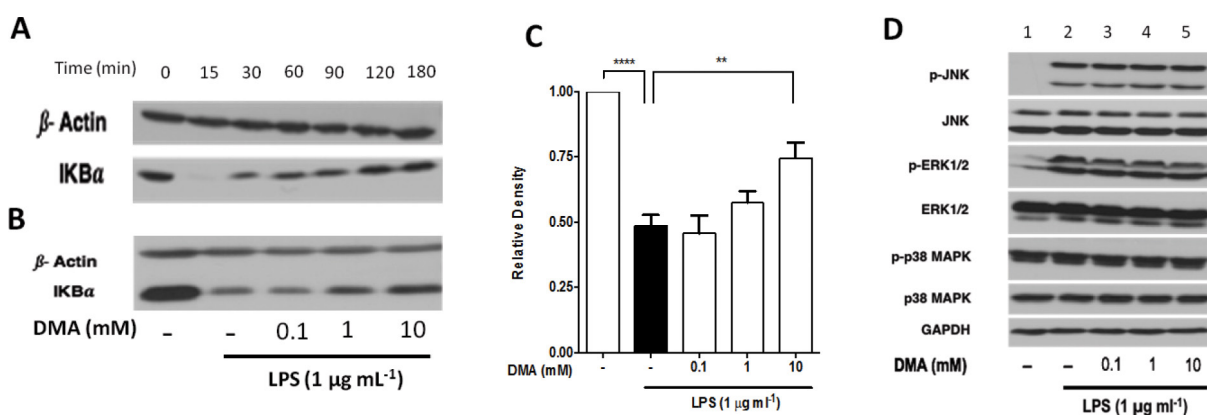 A
Time (min) 0 15 30 60 90 120 180
β- Actin
IKBα
B
β- Actin
IKBα
DMA (mM) – – 0.1 1 10
LPS (1 µg mL-1)
C
**** **
Relative Density
1.00
0.75
0.50
0.25
0.00
DMA (mM) - - 0.1 1 10
LPS (1 µg ml-1)
D
1 2 3 4 5
p-JNK
JNK
p-ERK1/2
ERK1/2
p-p38 MAPK
p38 MAPK
GAPDH
DMA (mM) – – 0.1 1 10
LPS (1 µg ml-1)